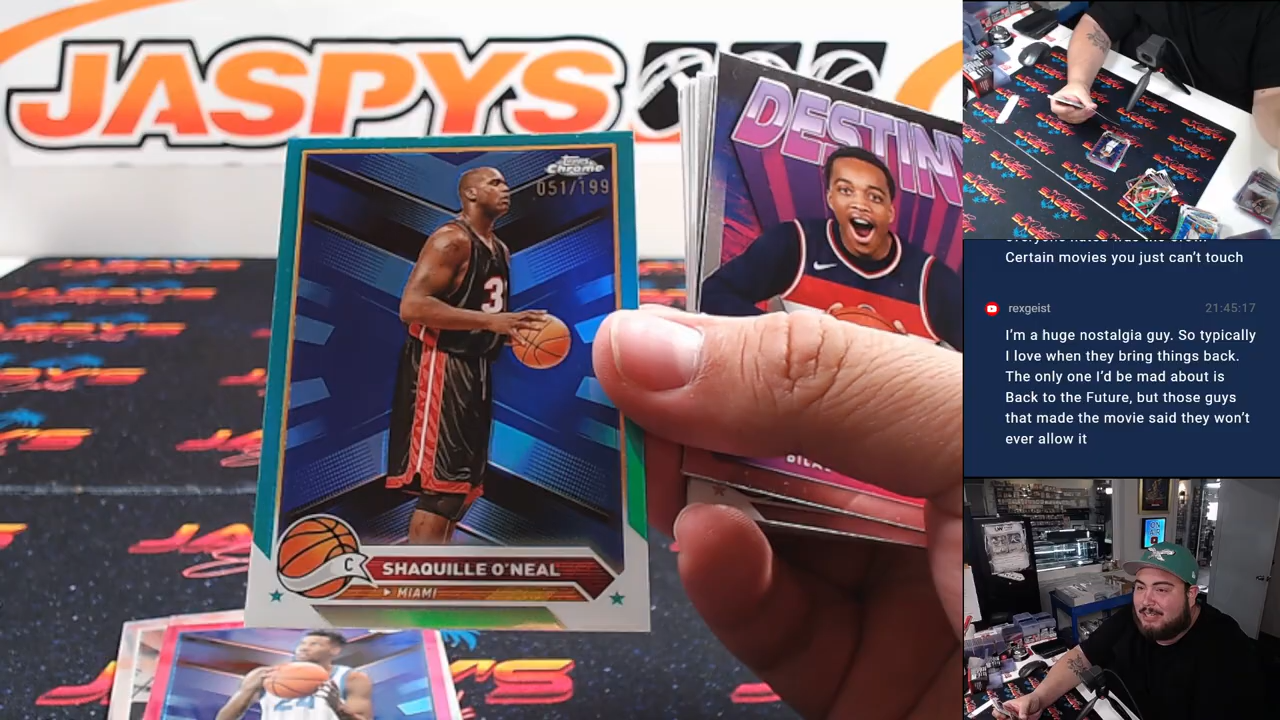 JASPYS
DESTIN
Topps
Chrome
051/199
3
C
SHAQUILLE O'NEAL
MIAMI
24
Certain movies you just can’t touch
rexgeist 21:45:17
I’m a huge nostalgia guy. So typically
I love when they bring things back.
The only one I’d be mad about is
Back to the Future, but those guys
that made the movie said they won’t
ever allow it